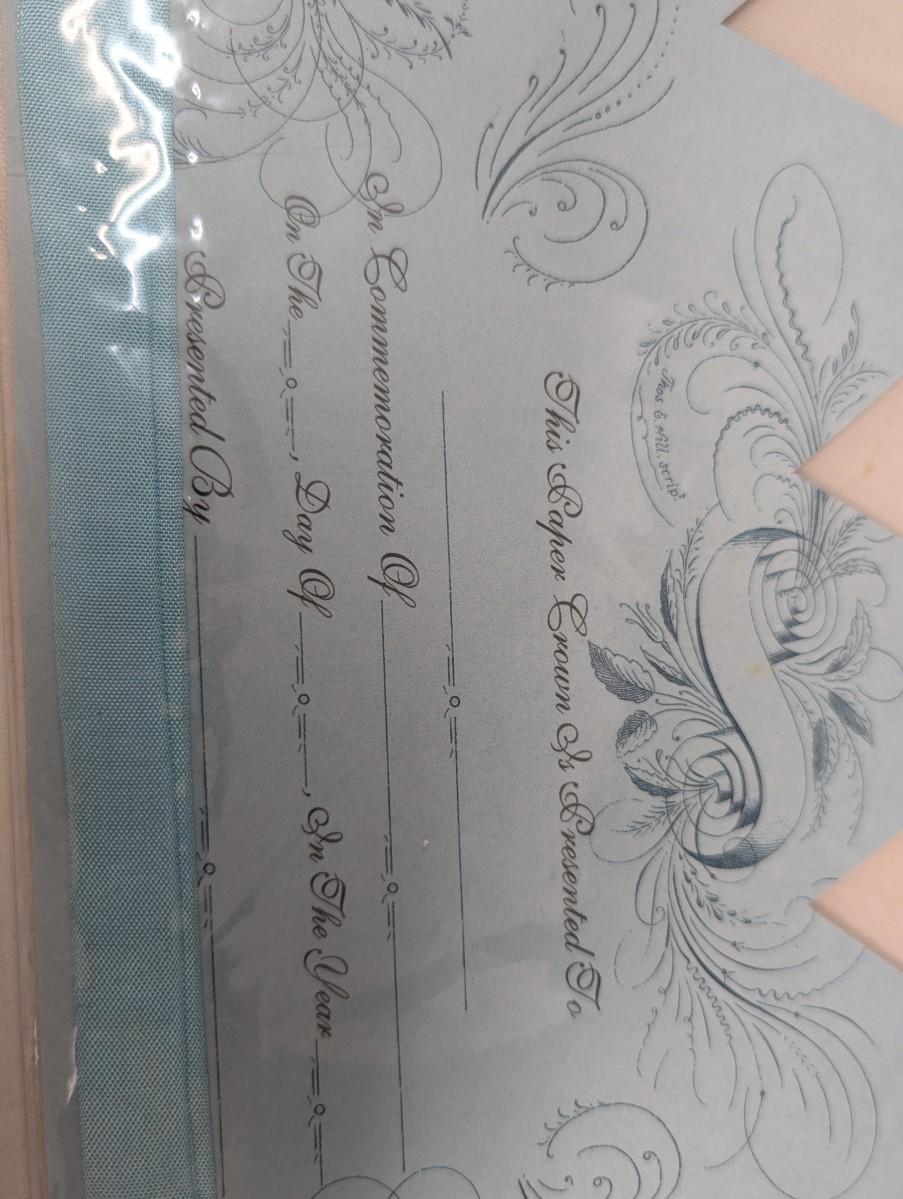 Thos. G. Hill. script
This Paper Crown Is Presented To
In Commemoration Of
On The , Day Of , In The Year
Presented By